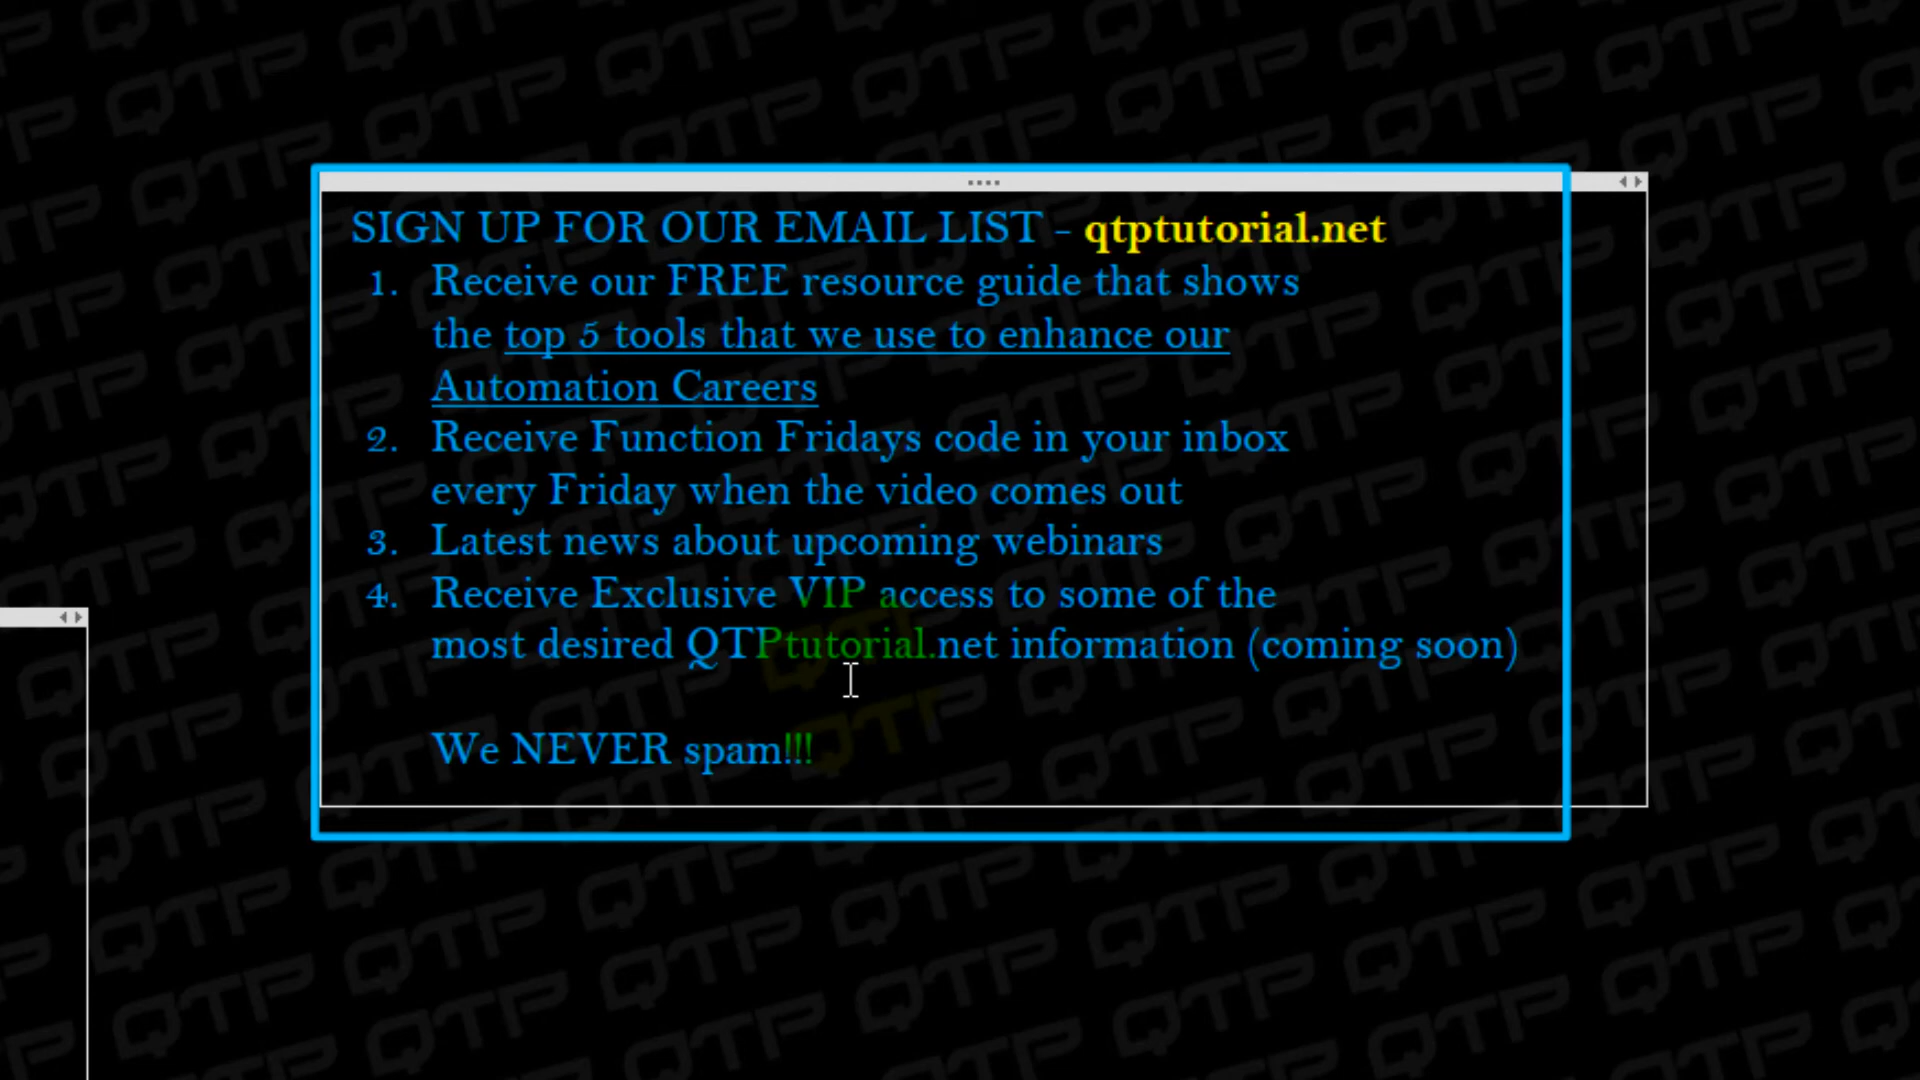 SIGN UP FOR OUR EMAIL LIST - qtptutorial.net
1. Receive our FREE resource guide that shows
the top 5 tools that we use to enhance our
Automation Careers
2. Receive Function Fridays code in your inbox
every Friday when the video comes out
3. Latest news about upcoming webinars
4. Receive Exclusive VIP access to some of the
most desired QTPtutorial.net information (coming soon)
We NEVER spam!!!